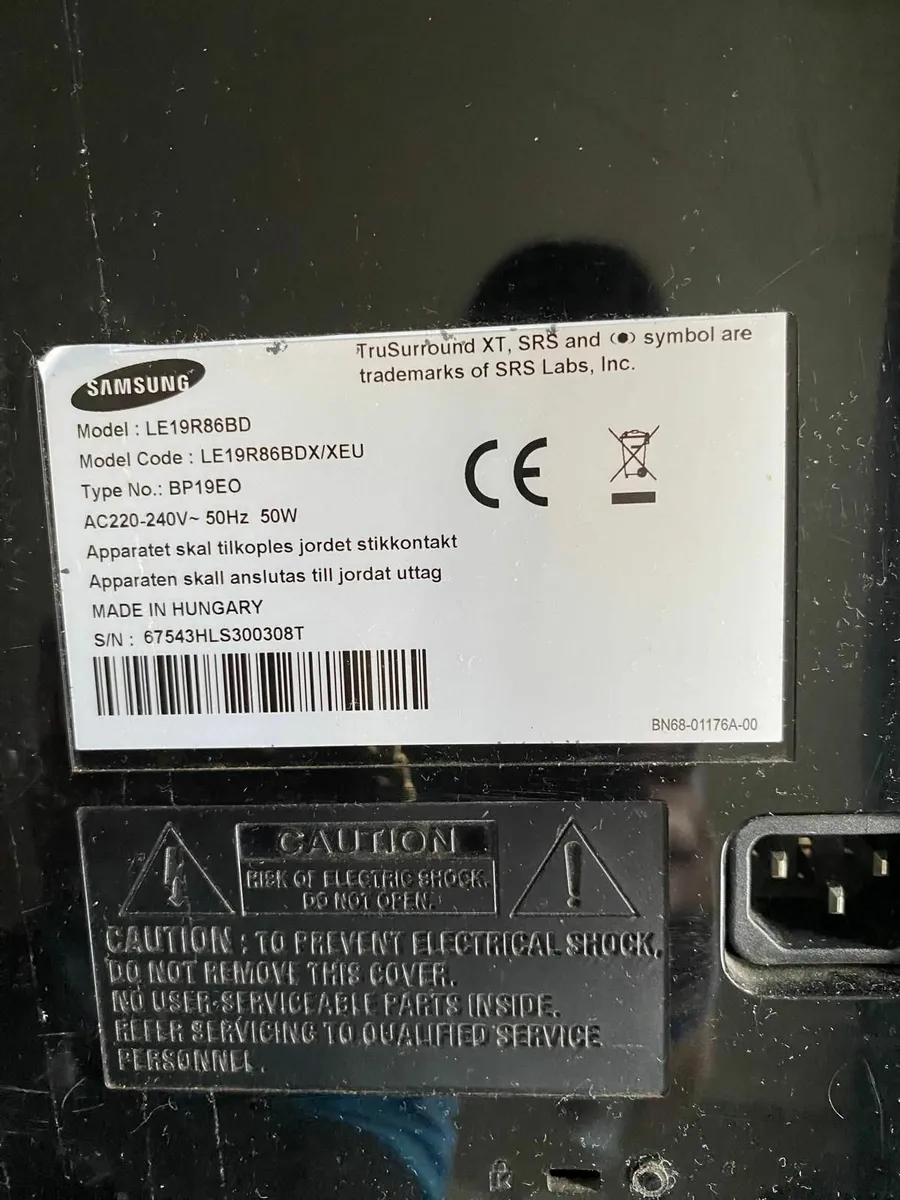 TruSurround XT, SRS and (●) symbol are
trademarks of SRS Labs, Inc.
SAMSUNG
Model : LE19R86BD
Model Code : LE19R86BDX/XEU
Type No.: BP19EO
AC220-240V~ 50Hz 50W
Apparatet skal tilkoples jordet stikkontakt
Apparaten skall anslutas till jordat uttag
MADE IN HUNGARY
S/N : 67543HLS300308T
CE
BN68-01176A-00
CAUTION
RISK OF ELECTRIC SHOCK.
DO NOT OPEN.
CAUTION : TO PREVENT ELECTRICAL SHOCK,
DO NOT REMOVE THIS COVER.
NO USER-SERVICEABLE PARTS INSIDE.
REFER SERVICING TO QUALIFIED SERVICE
PERSONNEL.